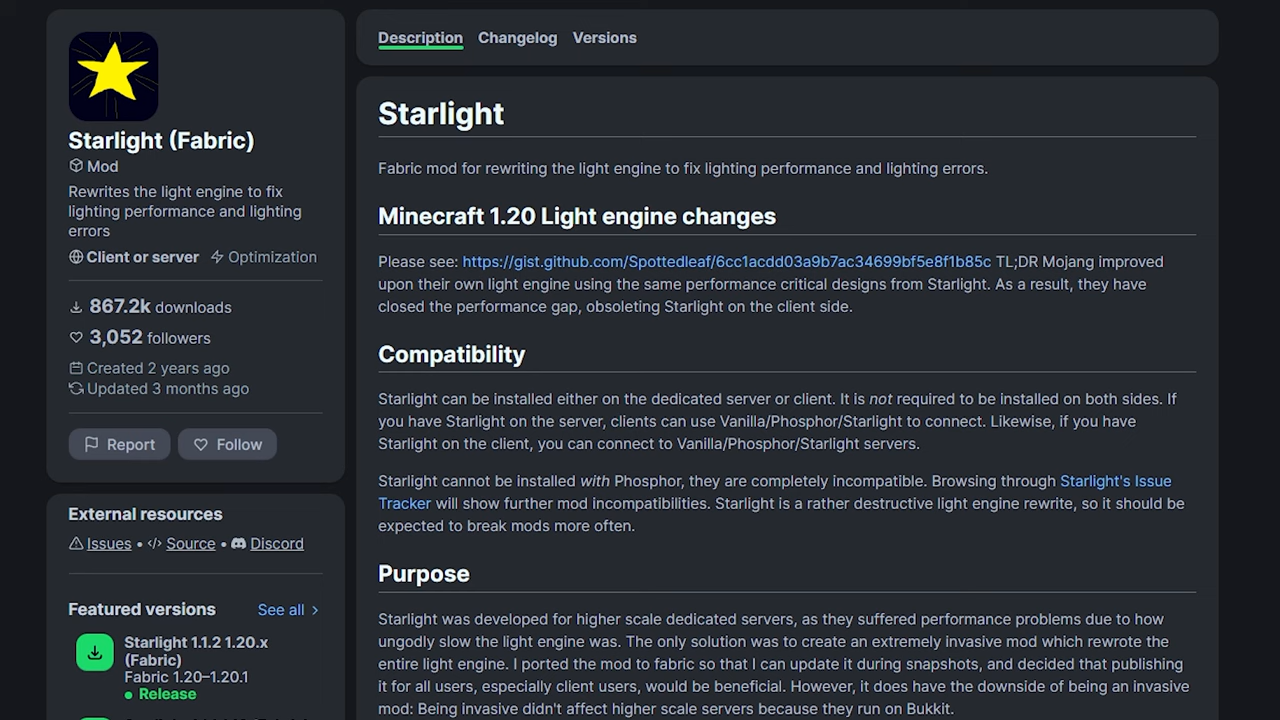 Starlight (Fabric)
Mod
Rewrites the light engine to fix
lighting performance and lighting
errors
Client or server Optimization
867.2k downloads
3,052 followers
Created 2 years ago
Updated 3 months ago
Report Follow
External resources
Issues • Source • Discord
Featured versions See all
Starlight 1.1.2 1.20.x
(Fabric)
Fabric 1.20–1.20.1
• Release
Description Changelog Versions
Starlight
Fabric mod for rewriting the light engine to fix lighting performance and lighting errors.
Minecraft 1.20 Light engine changes
Please see: https://gist.github.com/Spottedleaf/6cc1acdd03a9b7ac34699bf5e8f1b85c TL;DR Mojang improved
upon their own light engine using the same performance critical designs from Starlight. As a result, they have
closed the performance gap, obsoleting Starlight on the client side.
Compatibility
Starlight can be installed either on the dedicated server or client. It is not required to be installed on both sides. If
you have Starlight on the server, clients can use Vanilla/Phosphor/Starlight to connect. Likewise, if you have
Starlight on the client, you can connect to Vanilla/Phosphor/Starlight servers.
Starlight cannot be installed with Phosphor, they are completely incompatible. Browsing through Starlight's Issue
Tracker will show further mod incompatibilities. Starlight is a rather destructive light engine rewrite, so it should be
expected to break mods more often.
Purpose
Starlight was developed for higher scale dedicated servers, as they suffered performance problems due to how
ungodly slow the light engine was. The only solution was to create an extremely invasive mod which rewrote the
entire light engine. I ported the mod to fabric so that I can update it during snapshots, and decided that publishing
it for all users, especially client users, would be beneficial. However, it does have the downside of being an invasive
mod: Being invasive didn't affect higher scale servers because they run on Bukkit.